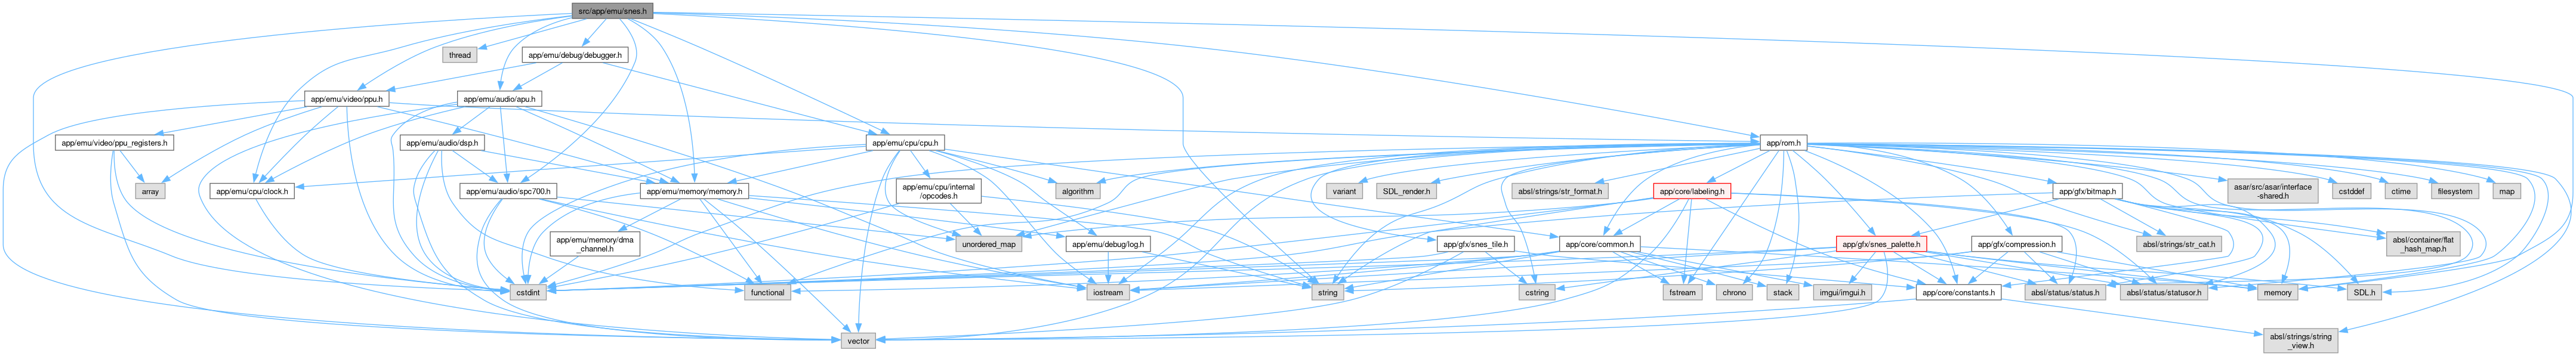 src/app/emu/snes.h
thread
app/emu/debug/debugger.h
app/emu/video/ppu.h
app/emu/audio/apu.h
app/emu/video/ppu_registers.h
app/emu/audio/dsp.h
app/emu/cpu/cpu.h
app/rom.h
array
app/emu/cpu/clock.h
app/emu/audio/spc700.h
app/emu/memory/memory.h
app/emu/cpu/internal
/opcodes.h
algorithm
variant
SDL_render.h
absl/strings/str_format.h
app/core/labeling.h
app/gfx/bitmap.h
asar/src/asar/interface
-shared.h
cstddef
ctime
filesystem
map
app/emu/memory/dma
_channel.h
unordered_map
app/emu/debug/log.h
app/gfx/snes_tile.h
app/core/common.h
app/gfx/snes_palette.h
app/gfx/compression.h
absl/strings/str_cat.h
absl/container/flat
_hash_map.h
cstdint
functional
iostream
string
cstring
fstream
chrono
stack
imgui/imgui.h
app/core/constants.h
absl/status/status.h
absl/status/statusor.h
memory
SDL.h
vector
absl/strings/string
_view.h